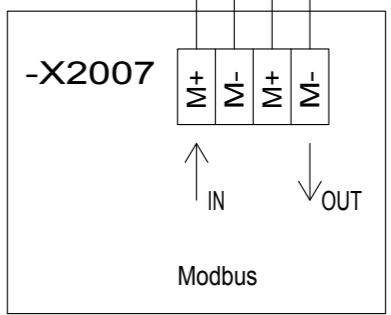 -X2007
M+ M- M+ M-
IN
OUT
Modbus